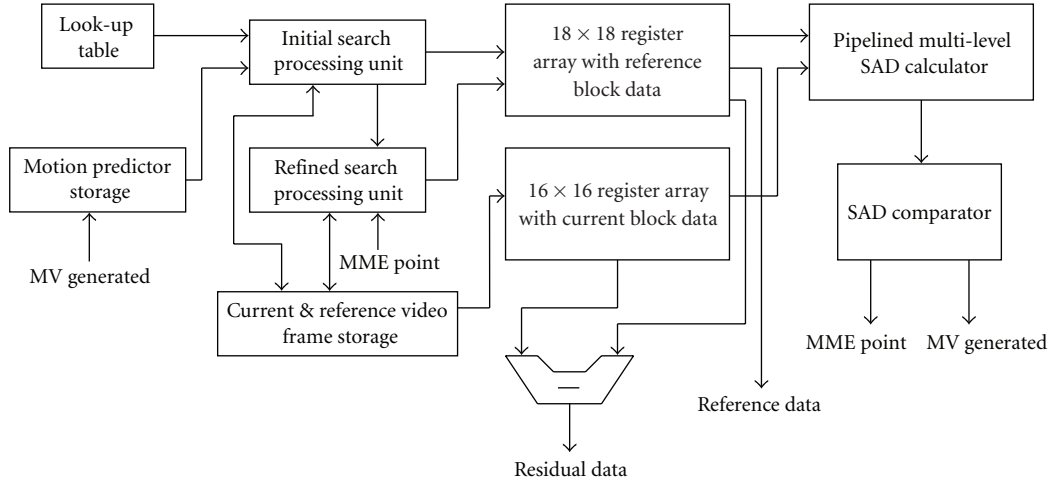 Look-up
table
Initial search
processing unit
18 × 18 register
array with reference
block data
Pipelined multi-level
SAD calculator
Motion predictor
storage
Refined search
processing unit
16 × 16 register array
with current block data
SAD comparator
MV generated
MME point
Current & reference video
frame storage
MME point
MV generated
Reference data
Residual data